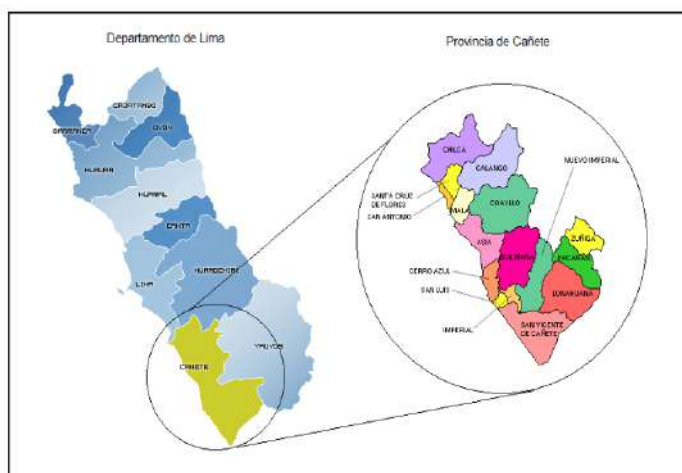 Departamento de Lima
Provincia de Cañete
CAJATAMBO
BARRANCA
OYON
HUAURA
HUARAL
CANTA
HUAROCHIRI
LIMA
YAUYOS
CAÑETE
CHILCA
CALANGO
NUEVO IMPERIAL
SANTA CRUZ
DE FLORES
SAN ANTONIO
MALA
COAYLLO
ASIA
QUILMANA
ZUÑIGA
PACARAN
CERRO AZUL
SAN LUIS
LUNAHUANA
IMPERIAL
SAN VICENTE
DE CAÑETE